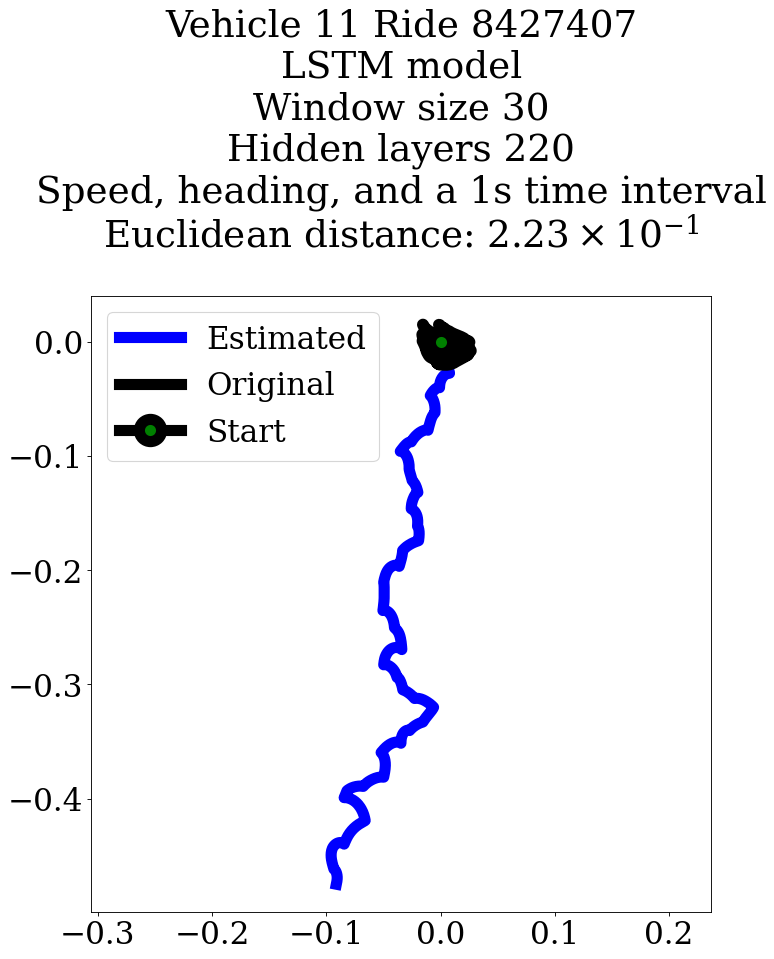 Vehicle 11 Ride 8427407
LSTM model
Window size 30
Hidden layers 220
Speed, heading, and a 1s time interval
Euclidean distance: 2.23 × 10⁻¹
Estimated
Original
Start
0.0
−0.1
−0.2
−0.3
−0.4
−0.3 −0.2 −0.1 0.0 0.1 0.2